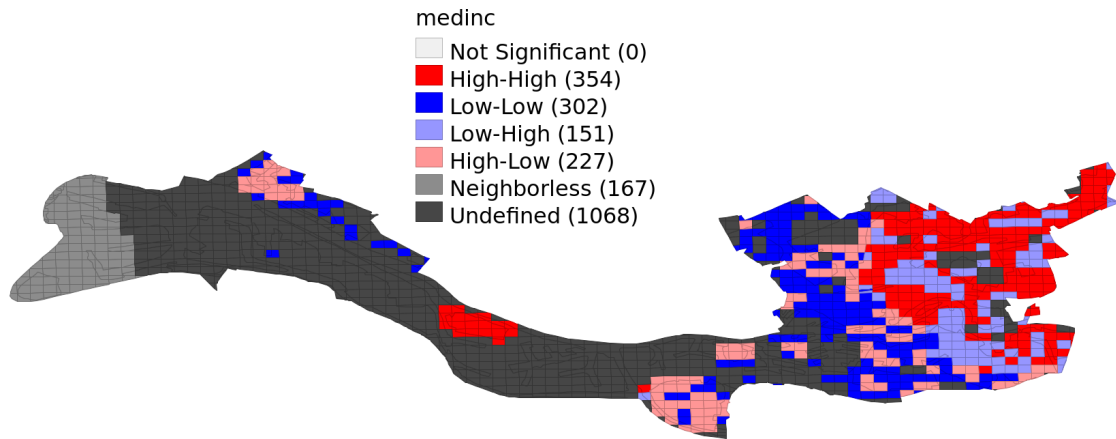 medinc
Not Significant (0)
High-High (354)
Low-Low (302)
Low-High (151)
High-Low (227)
Neighborless (167)
Undefined (1068)